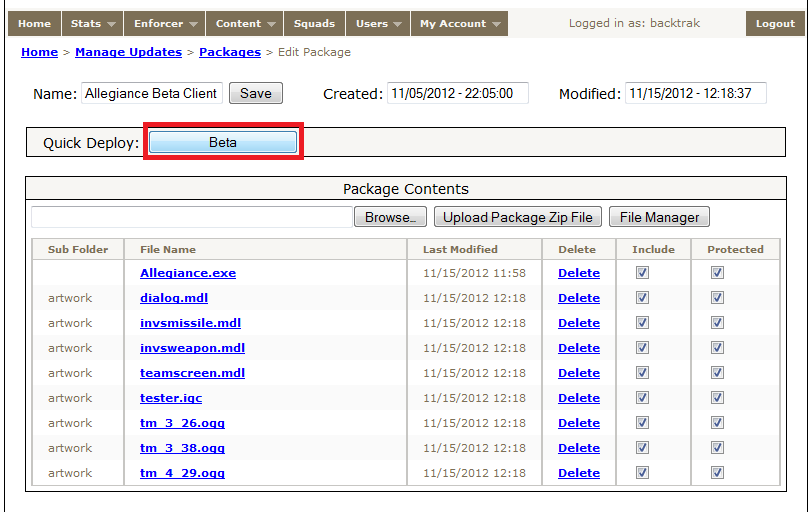 Home Stats Enforcer Content Squads Users My Account Logged in as: backtrak Logout
Home > Manage Updates > Packages > Edit Package
Name: Allegiance Beta Client Save Created: 11/05/2012 - 22:05:00 Modified: 11/15/2012 - 12:18:37
Quick Deploy: Beta
Package Contents
Browse... Upload Package Zip File File Manager
Sub Folder File Name Last Modified Delete Include Protected
Allegiance.exe 11/15/2012 11:58 Delete
artwork dialog.mdl 11/15/2012 12:18 Delete
artwork invsmissile.mdl 11/15/2012 12:18 Delete
artwork invsweapon.mdl 11/15/2012 12:18 Delete
artwork teamscreen.mdl 11/15/2012 12:18 Delete
artwork tester.igc 11/15/2012 12:18 Delete
artwork tm_3_26.ogg 11/15/2012 12:18 Delete
artwork tm_3_38.ogg 11/15/2012 12:18 Delete
artwork tm_4_29.ogg 11/15/2012 12:18 Delete